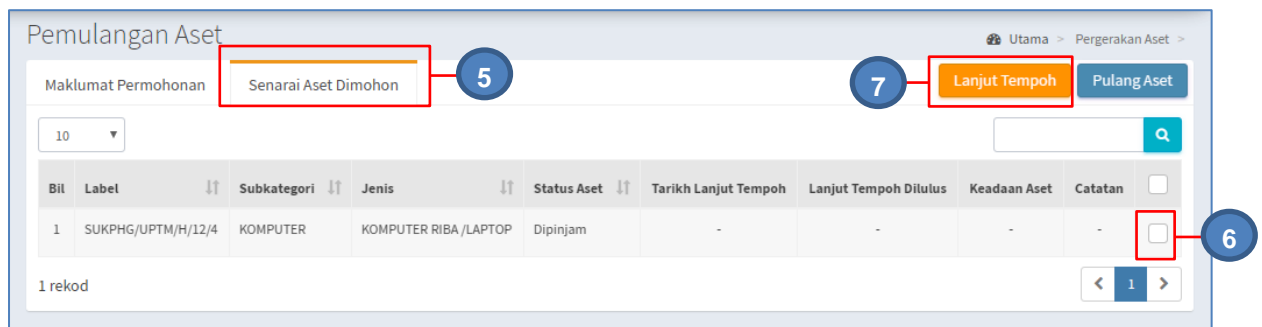 Pemulangan Aset
Utama > Pergerakan Aset >
Maklumat Permohonan Senarai Aset Dimohon 5 7 Lanjut Tempoh Pulang Aset
10
Bil Label Subkategori Jenis Status Aset Tarikh Lanjut Tempoh Lanjut Tempoh Dilulus Keadaan Aset Catatan
1 SUKPHG/UPTM/H/12/4 KOMPUTER KOMPUTER RIBA /LAPTOP Dipinjam - - - - 6
1 rekod < 1 >